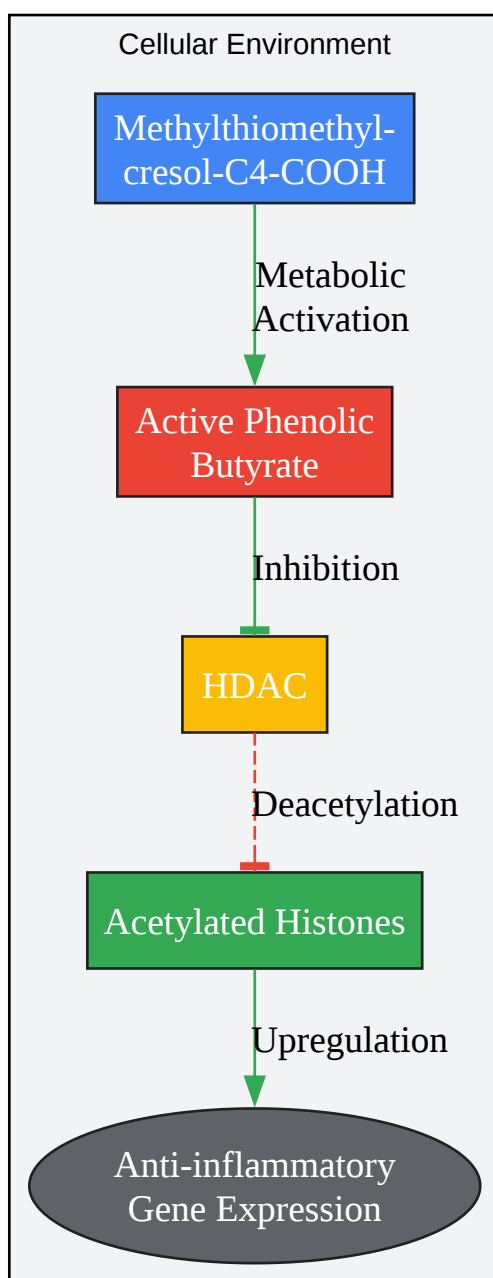 Cellular Environment
Methylthiomethyl-
cresol-C4-COOH
Metabolic
Activation
Active Phenolic
Butyrate
Inhibition
HDAC
Deacetylation
Acetylated Histones
Upregulation
Anti-inflammatory
Gene Expression